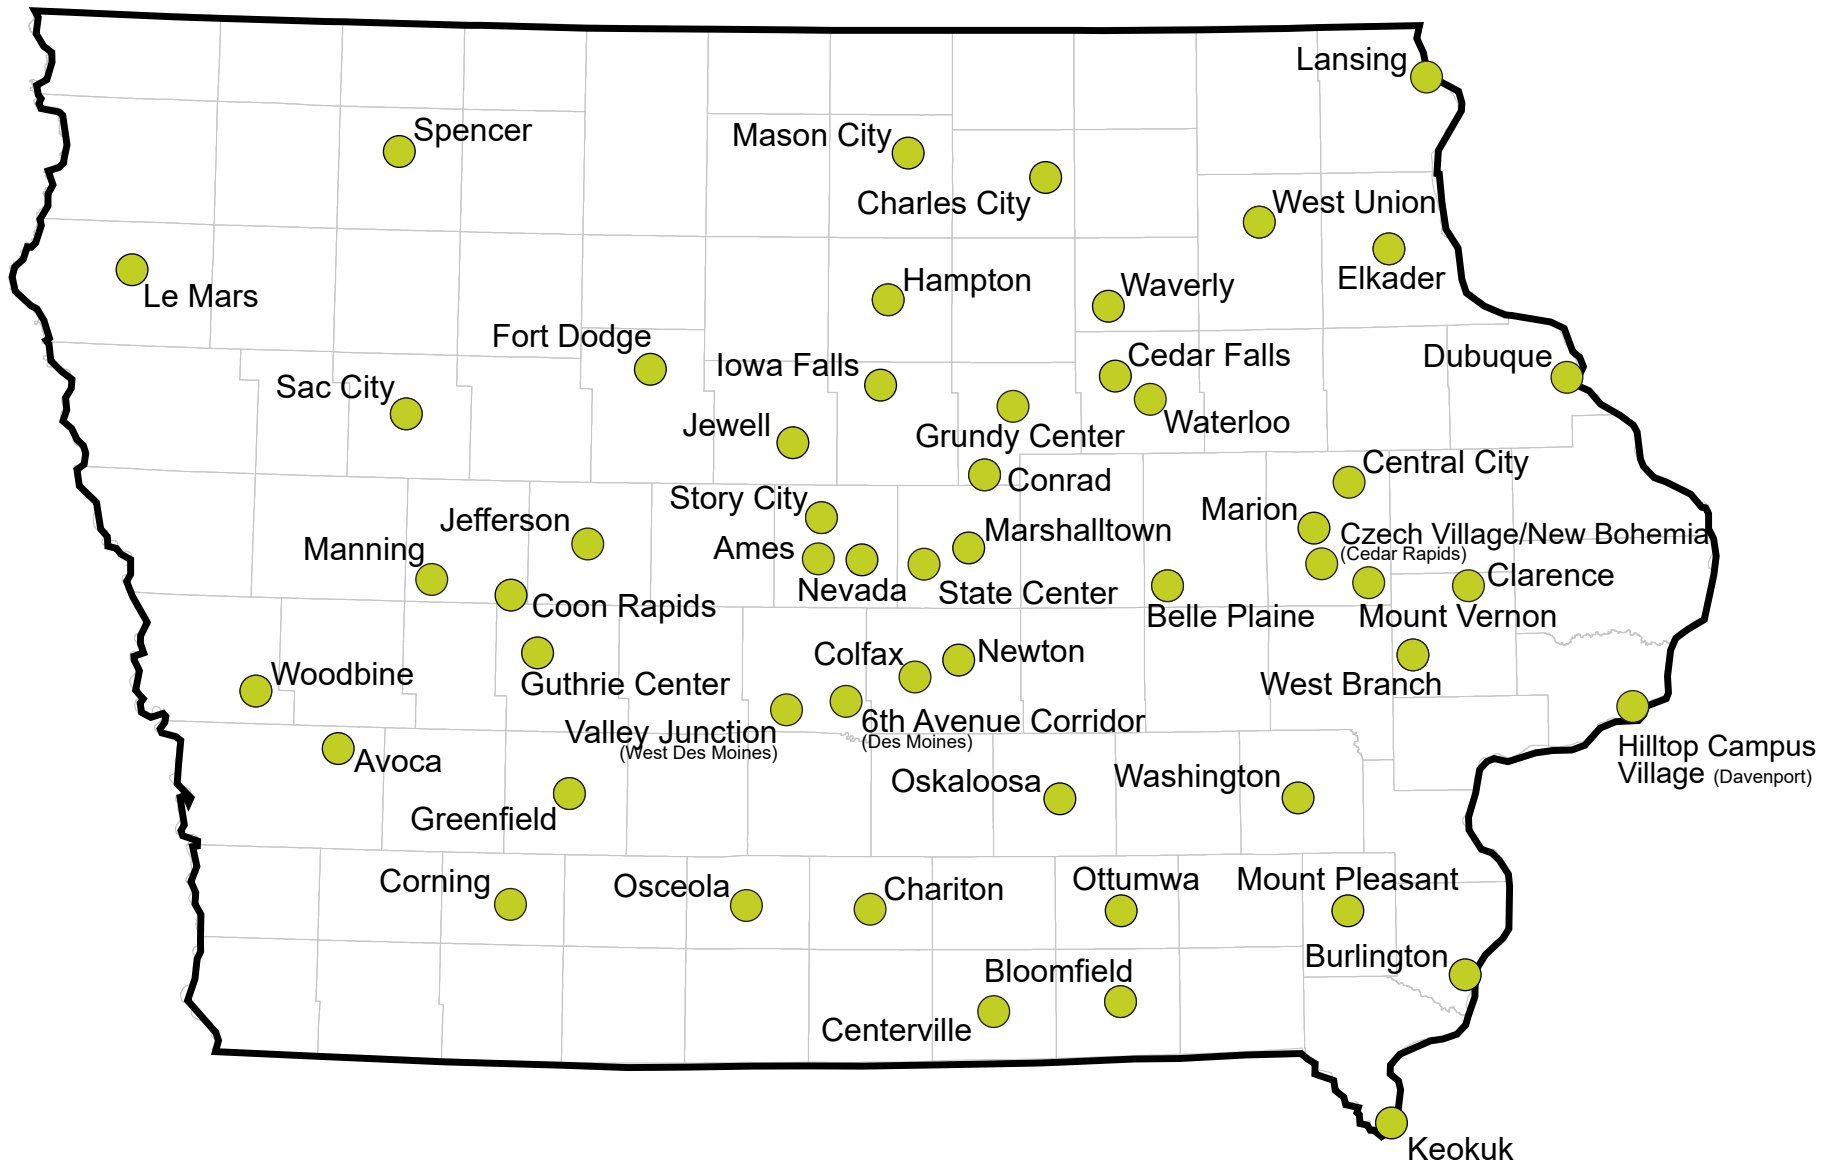 Lansing
Spencer
Mason City
Charles City
West Union
Elkader
Le Mars
Hampton
Waverly
Fort Dodge
Iowa Falls
Cedar Falls
Dubuque
Sac City
Jewell
Grundy Center
Waterloo
Central City
Conrad
Story City
Marion
Jefferson
Marshalltown
Czech Village/New Bohemia
(Cedar Rapids)
Manning
Ames
Nevada
State Center
Clarence
Coon Rapids
Belle Plaine
Mount Vernon
Colfax
Newton
Woodbine
Guthrie Center
West Branch
Valley Junction
(West Des Moines)
6th Avenue Corridor
(Des Moines)
Hilltop Campus
Village (Davenport)
Avoca
Oskaloosa
Washington
Greenfield
Corning
Osceola
Chariton
Ottumwa
Mount Pleasant
Burlington
Bloomfield
Centerville
Keokuk